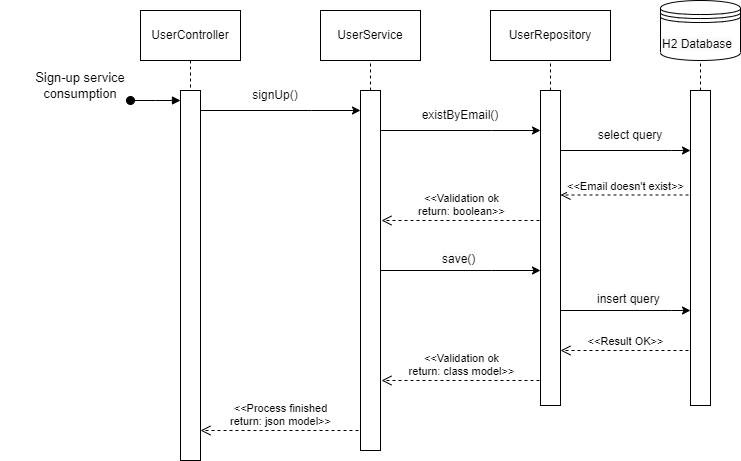 UserController
UserService
UserRepository
H2 Database
Sign-up service
consumption
signUp()
existByEmail()
select query
<<Email doesn't exist>>
<<Validation ok
return: boolean>>
save()
insert query
<<Result OK>>
<<Validation ok
return: class model>>
<<Process finished
return: json model>>